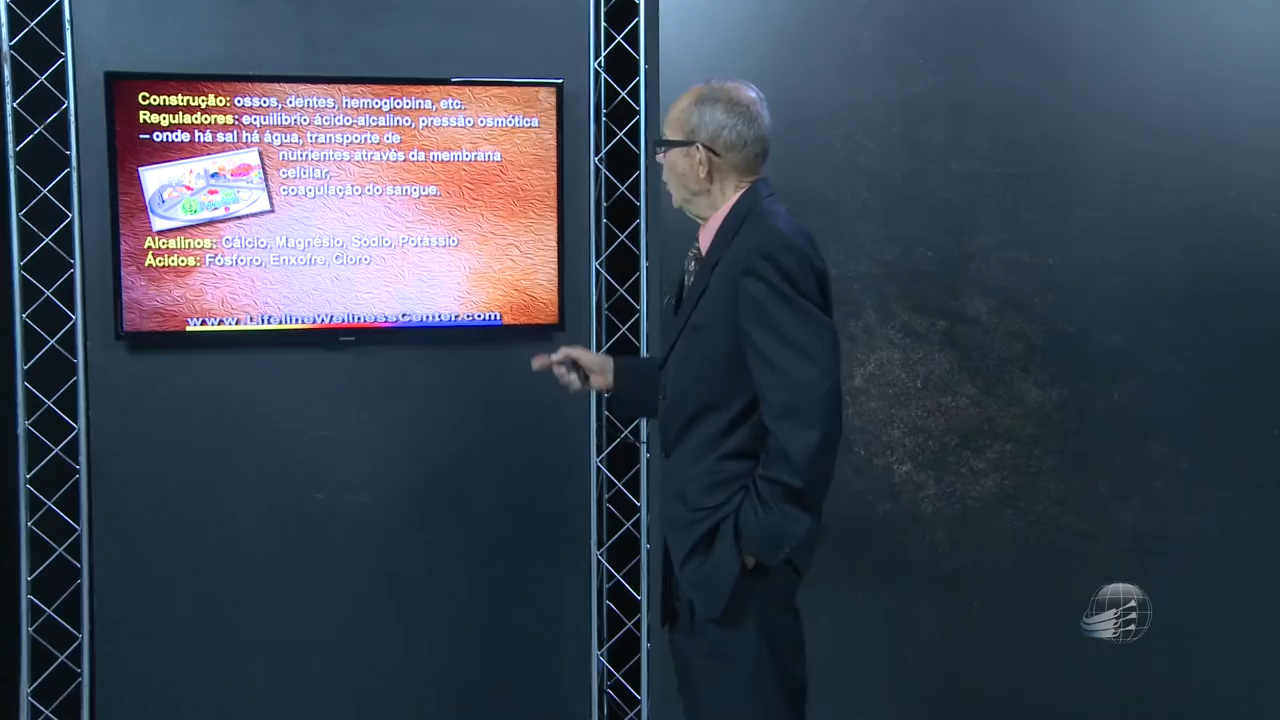 Construção: ossos, dentes, hemoglobina, etc.
Reguladores: equilíbrio ácido-alcalino, pressão osmótica
– onde há sal há água, transporte de
nutrientes através da membrana
celular,
coagulação do sangue.
Alcalinos: Cálcio, Magnésio, Sódio, Potássio
Ácidos: Fósforo, Enxofre, Cloro
www.LifelineWellnessCenter.com